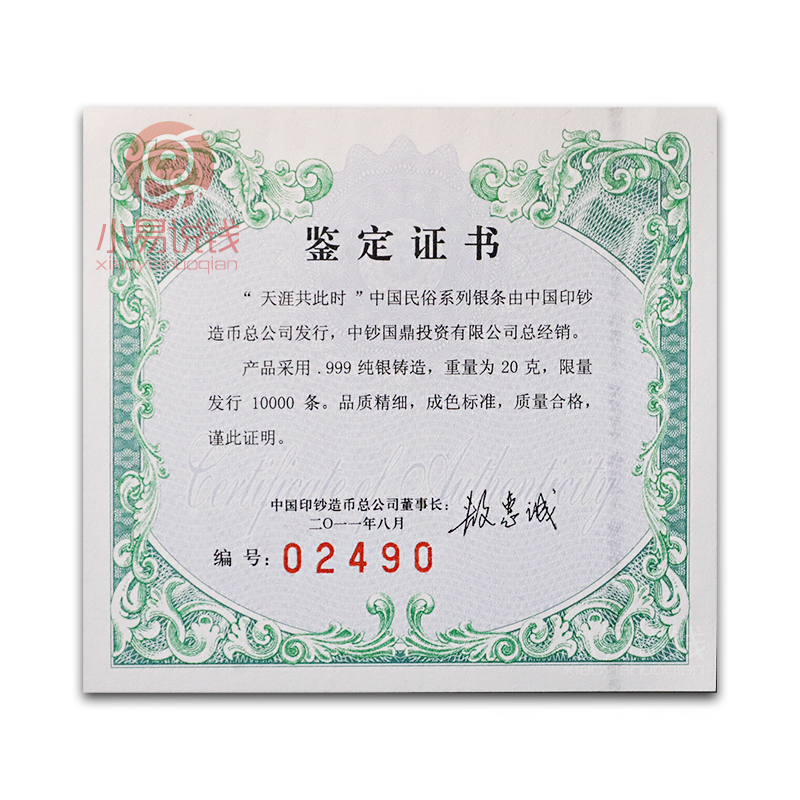 小易说钱
xiaoyishuoqian
鉴定证书
“ 天涯共此时 ” 中国民俗系列银条由中国印钞
造币总公司发行，中钞国鼎投资有限公司总经销。
产品采用 .999 纯银铸造，重量为 20 克，限量
发行 10000 条。品质精细，成色标准，质量合格，
谨此证明。
Certificate of Authenticity
中国印钞造币总公司董事长：
二〇一一年八月
编 号：02490